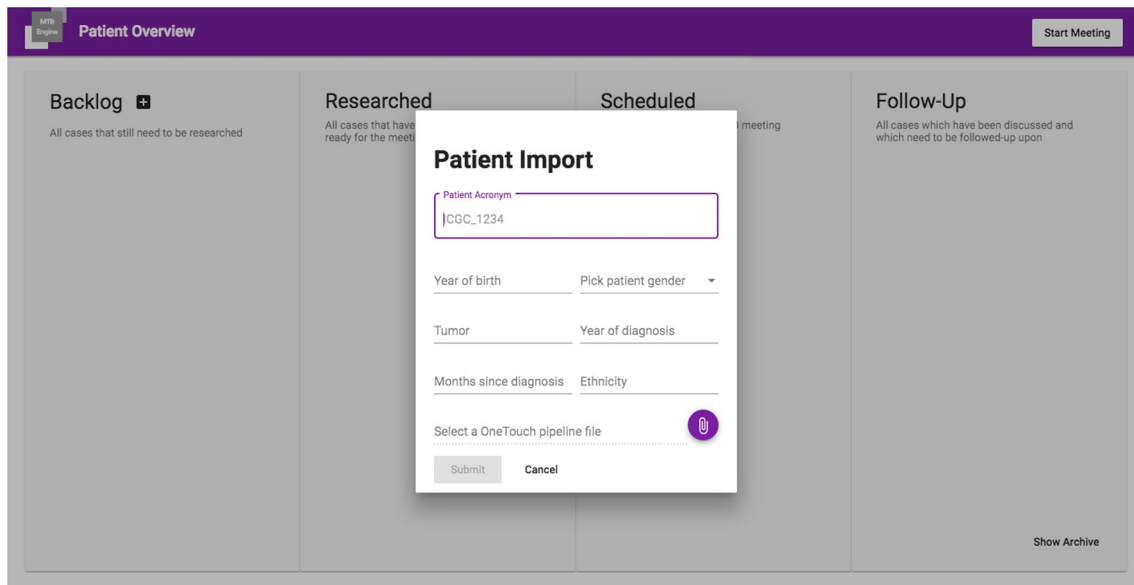 MTB
Engine
Patient Overview
Start Meeting
Backlog
All cases that still need to be researched
Researched
All cases that have
ready for the meeti
Scheduled
meeting
Follow-Up
All cases which have been discussed and
which need to be followed-up upon
Patient Import
Patient Acronym
ICGC_1234
Year of birth
Pick patient gender
Tumor
Year of diagnosis
Months since diagnosis
Ethnicity
Select a OneTouch pipeline file
Submit
Cancel
Show Archive